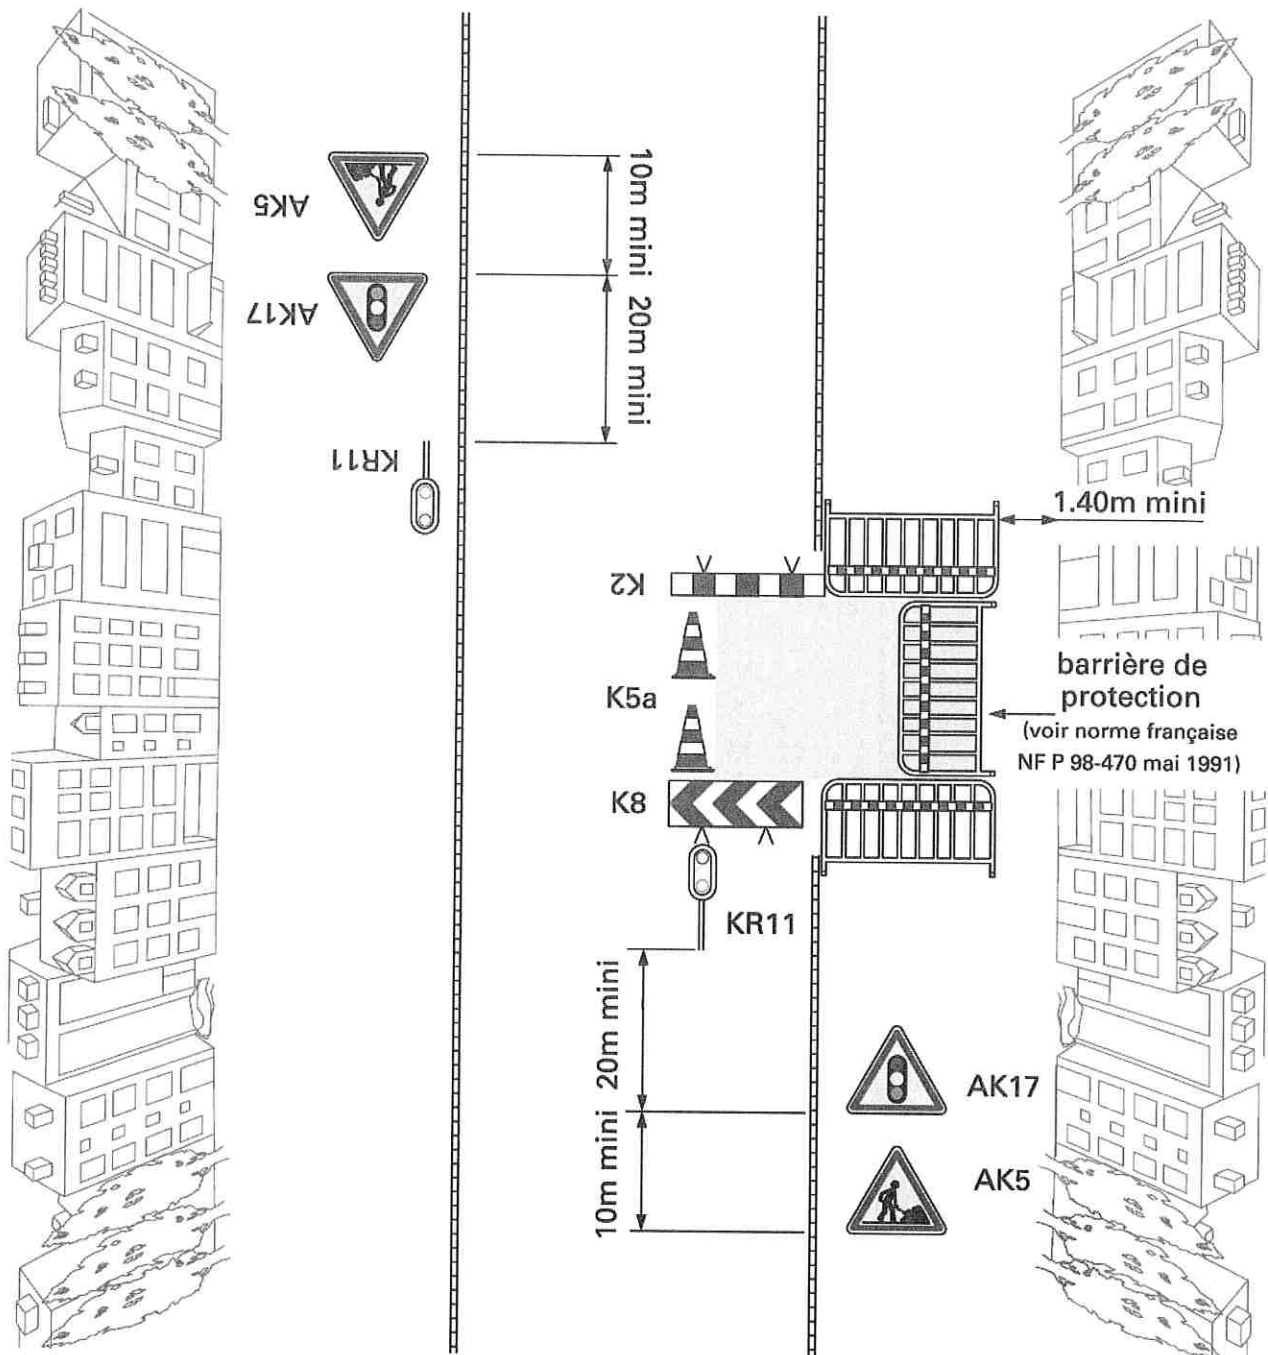 AK5
10m mini
AK17
20m mini
KR11
1.40m mini
K2
barrière de
protection
(voir norme française
NF P 98-470 mai 1991)
K5a
K8
KR11
20m mini
AK17
10m mini
AK5